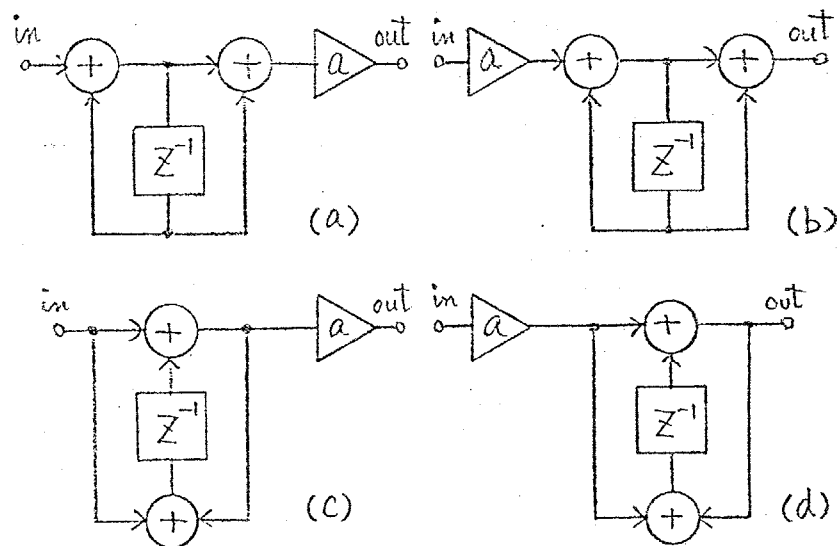 in + + a out
Z⁻¹
(a)
in a + + out
Z⁻¹
(b)
in + a out
Z⁻¹
+ (c)
in a + out
Z⁻¹
+ (d)